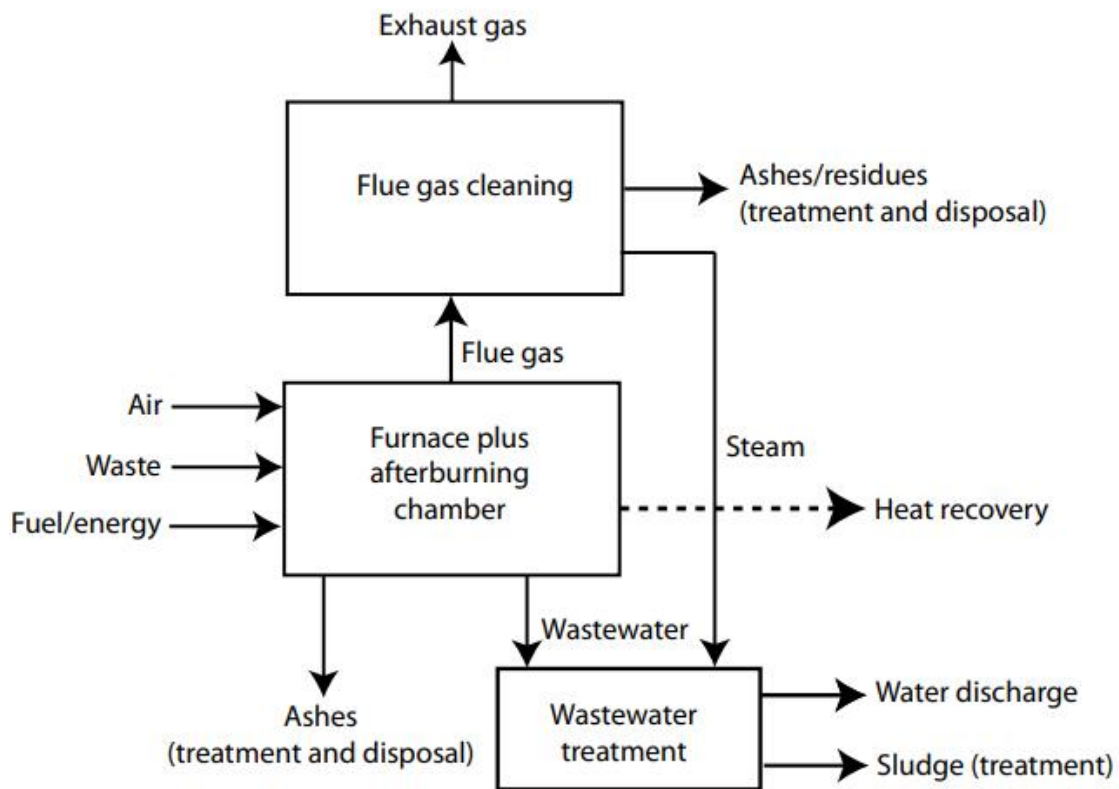 Exhaust gas
Flue gas cleaning
Ashes/residues
(treatment and disposal)
Flue gas
Air
Waste
Fuel/energy
Furnace plus
afterburning
chamber
Steam
Heat recovery
Wastewater
Ashes
(treatment and disposal)
Wastewater
treatment
Water discharge
Sludge (treatment)